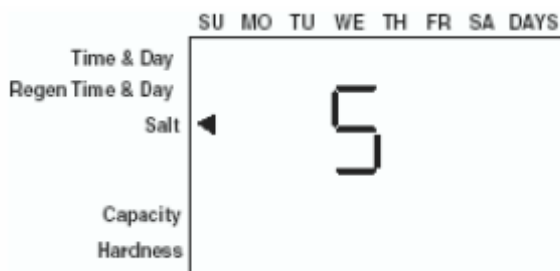 SU MO TU WE TH FR SA DAYS
Time & Day
Regen Time & Day
Salt
5
Capacity
Hardness